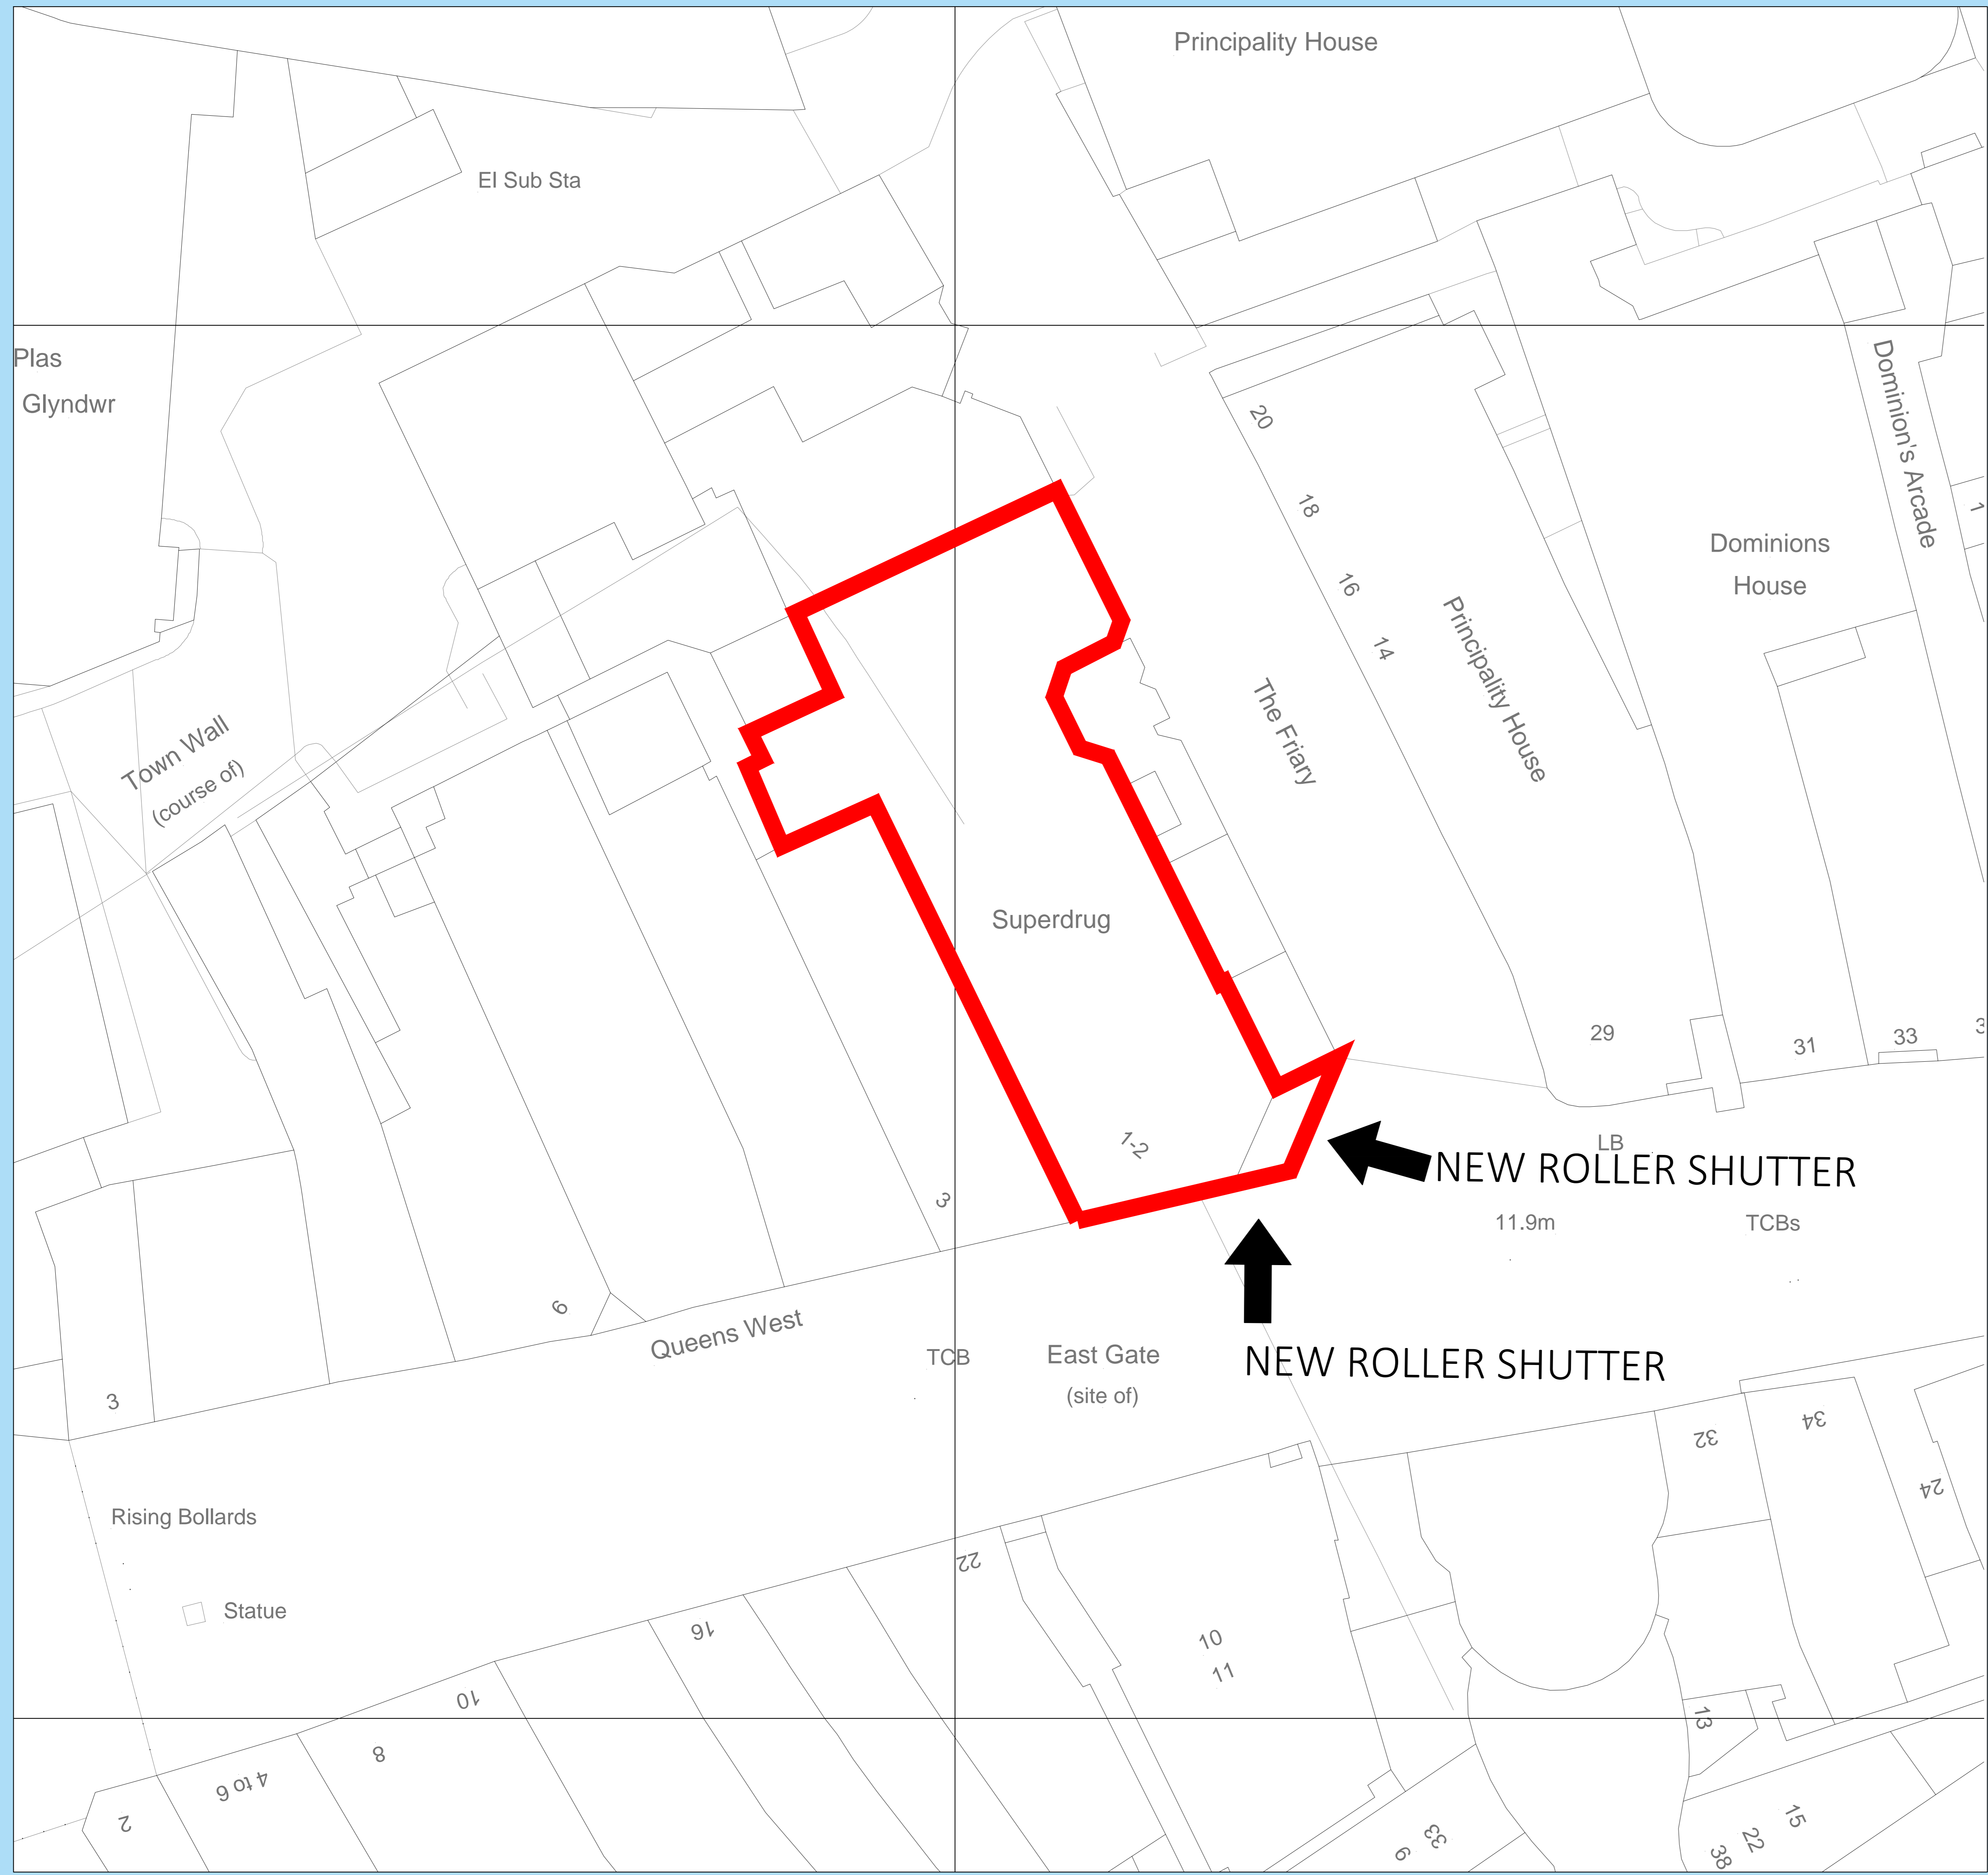 Principality House
El Sub Sta
Plas
Glyndwr
Dominion's Arcade
20
18
16
14
1
Dominions
House
Principality House
The Friary
Town Wall
(course of)
Superdrug
29
31
33
3
1-2
LB
NEW ROLLER SHUTTER
3
11.9m
TCBs
6
Queens West
TCB
East Gate
(site of)
NEW ROLLER SHUTTER
3
32
34
24
Rising Bollards
Statue
22
16
10
11
10
13
8
4 to 6
2
15
22
38
33
9